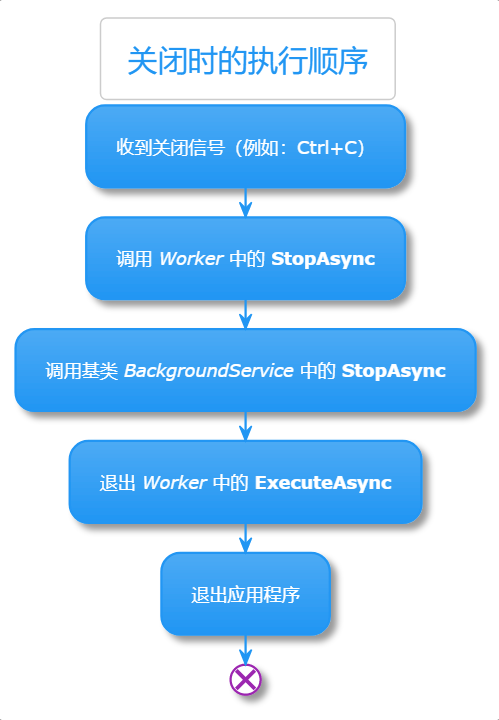 关闭时的执行顺序
收到关闭信号（例如：Ctrl+C）
调用 Worker 中的 StopAsync
调用基类 BackgroundService 中的 StopAsync
退出 Worker 中的 ExecuteAsync
退出应用程序